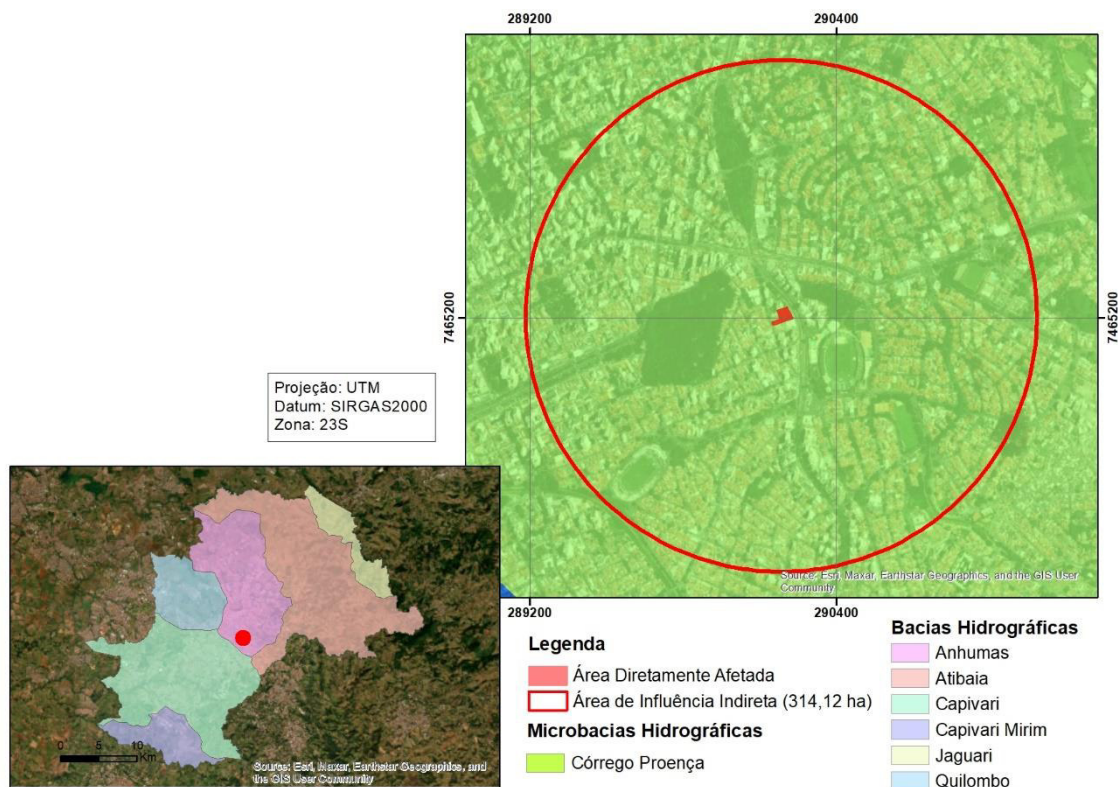 289200
290400
7465200
7465200
Projeção: UTM
Datum: SIRGAS2000
Zona: 23S
Source: Esri, Maxar, Earthstar Geographics, and the GIS User
Community
289200
290400
0 5 10
Km
Source: Esri, Maxar, Earthstar Geographics, and
the GIS User Community
Legenda
Área Diretamente Afetada
Área de Influência Indireta (314,12 ha)
Microbacias Hidrográficas
Córrego Proença
Bacias Hidrográficas
Anhumas
Atibaia
Capivari
Capivari Mirim
Jaguari
Quilombo